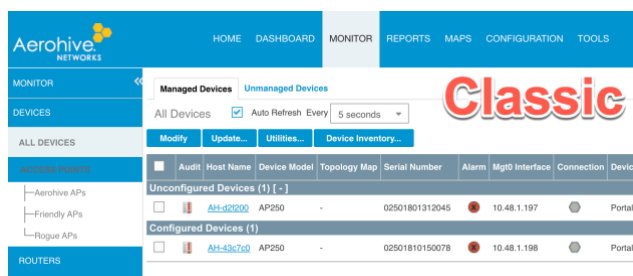 Aerohive
NETWORKS
HOME DASHBOARD MONITOR REPORTS MAPS CONFIGURATION TOOLS
MONITOR
Managed Devices Unmanaged Devices
Classic
DEVICES
All Devices Auto Refresh Every 5 seconds
ALL DEVICES
Modify Update... Utilities... Device Inventory...
ACCESS POINTS
Audit Host Name Device Model Topology Map Serial Number Alarm Mgt0 Interface Connection Devic
Unconfigured Devices (1) [ - ]
Aerohive APs
AH-d2f200 AP250 - 02501801312045 10.48.1.197 Portal
Friendly APs
Configured Devices (1)
Rogue APs
AH-43c7c0 AP250 - 02501810150078 10.48.1.198 Portal
ROUTERS